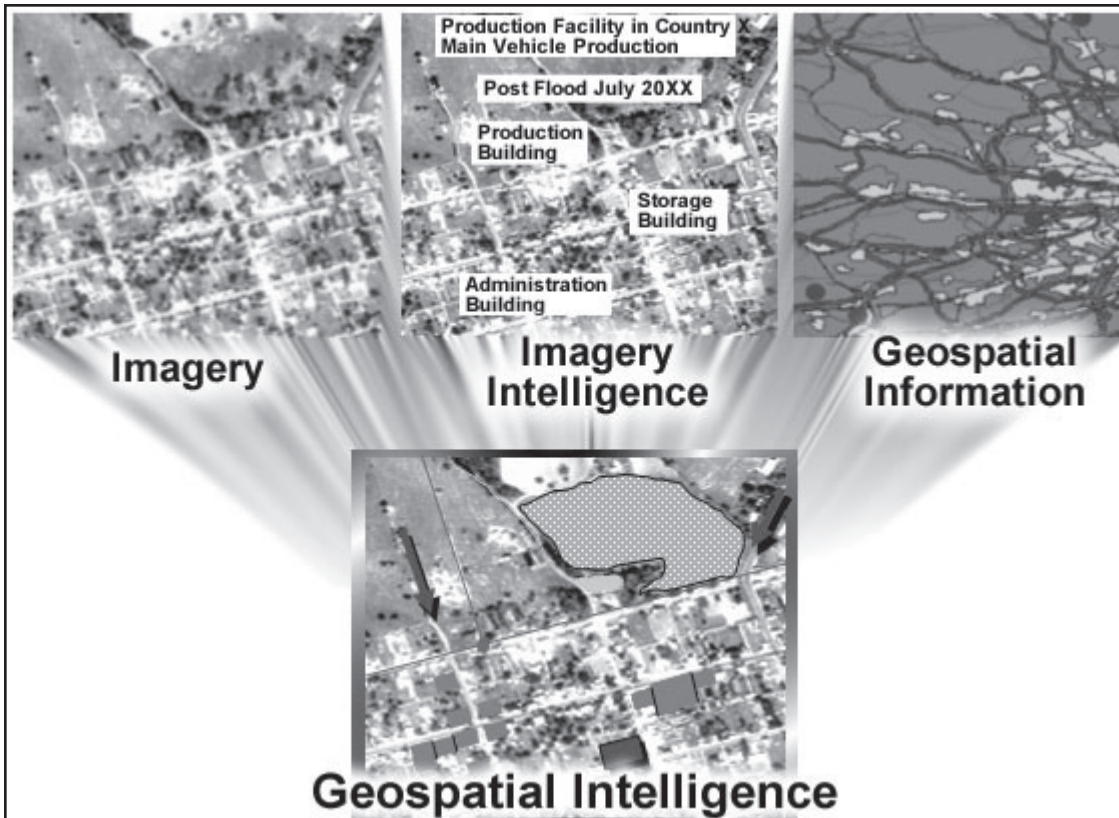 Production Facility in Country X
Main Vehicle Production
Post Flood July 20XX
Production
Building
Storage
Building
Administration
Building
Imagery
Imagery
Intelligence
Geospatial
Information
Geospatial Intelligence